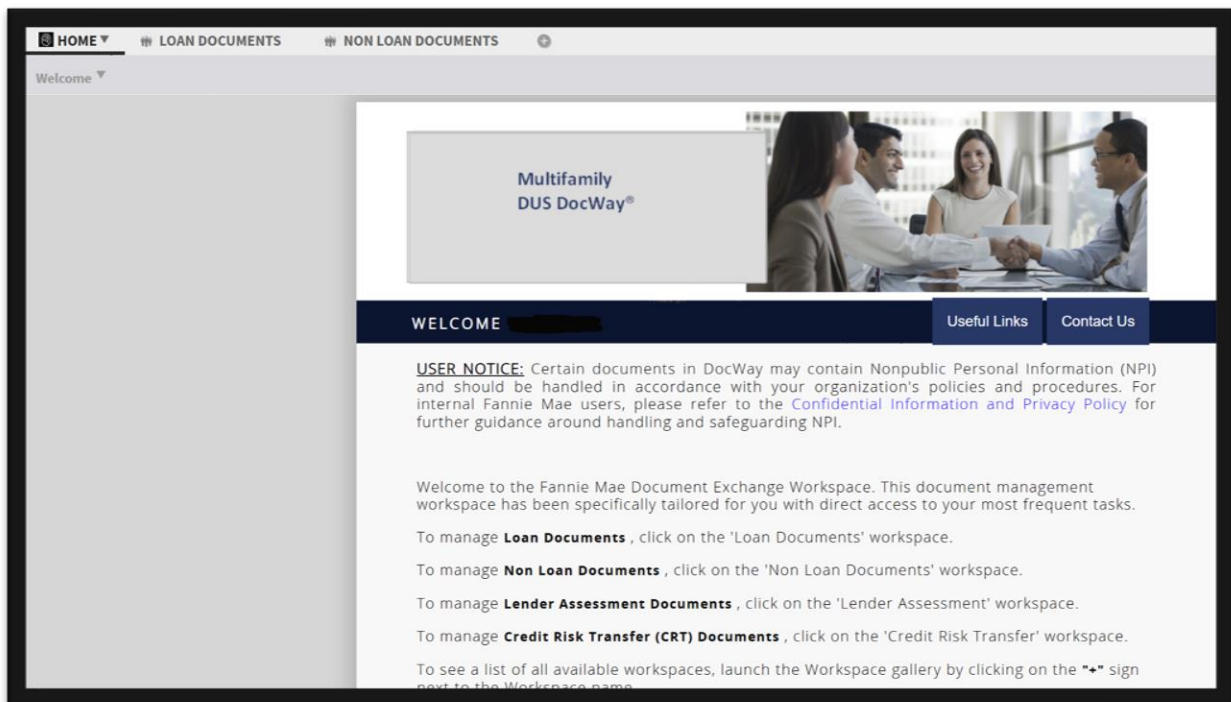 HOME LOAN DOCUMENTS NON LOAN DOCUMENTS
Welcome
Multifamily
DUS DocWay®
WELCOME
Useful Links Contact Us
USER NOTICE: Certain documents in DocWay may contain Nonpublic Personal Information (NPI)
and should be handled in accordance with your organization's policies and procedures. For
internal Fannie Mae users, please refer to the Confidential Information and Privacy Policy for
further guidance around handling and safeguarding NPI.
Welcome to the Fannie Mae Document Exchange Workspace. This document management
workspace has been specifically tailored for you with direct access to your most frequent tasks.
To manage Loan Documents , click on the 'Loan Documents' workspace.
To manage Non Loan Documents , click on the 'Non Loan Documents' workspace.
To manage Lender Assessment Documents , click on the 'Lender Assessment' workspace.
To manage Credit Risk Transfer (CRT) Documents , click on the 'Credit Risk Transfer' workspace.
To see a list of all available workspaces, launch the Workspace gallery by clicking on the "+" sign
next to the Workspace name